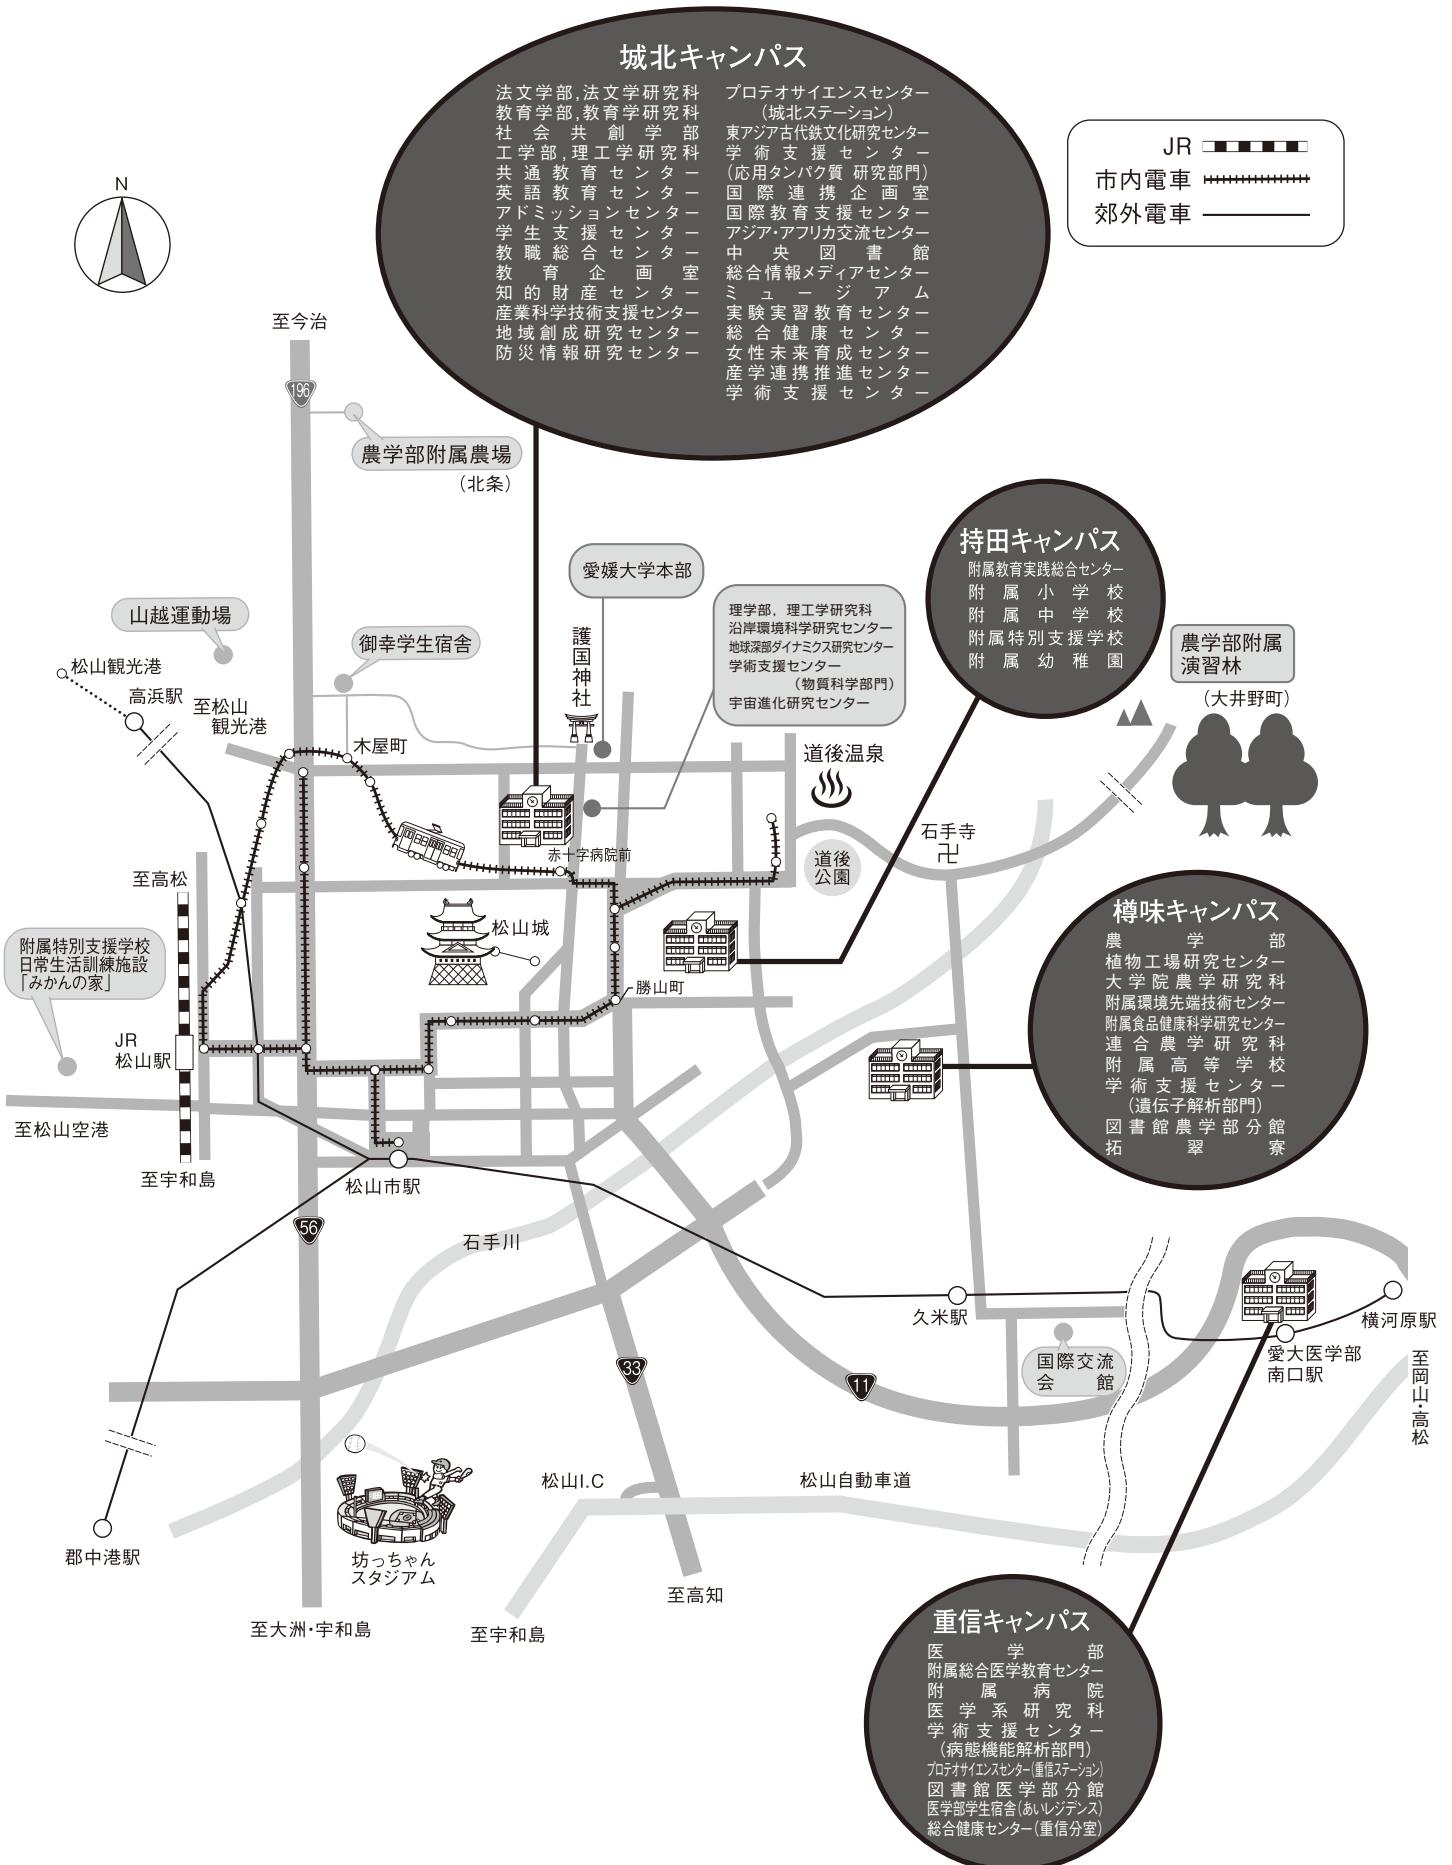 城北キャンパス
法文学部,法文学研究科
教育学部,教育学研究科
社会共創学部
工学部,理工学研究科
共通教育センター
英語教育センター
アドミッションセンター
学生支援センター
教職総合センター
教育企画室
知的財産センター
産業科学技術支援センター
地域創成研究センター
防災情報研究センター
プロテオサイエンスセンター
(城北ステーション)
東アジア古代鉄文化研究センター
学術支援センター
(応用タンパク質 研究部門)
国際連携企画室
国際教育支援センター
アジア・アフリカ交流センター
中央図書館
総合情報メディアセンター
ミュージアム
実験実習教育センター
総合健康センター
女性未来育成センター
産学連携推進センター
学術支援センター
JR
市内電車
郊外電車
N
至今治
196
農学部附属農場
(北条)
持田キャンパス
附属教育実践総合センター
附属小学校
附属中学校
附属特別支援学校
附属幼稚園
愛媛大学本部
理学部,理工学研究科
沿岸環境科学研究センター
地球深部ダイナミクス研究センター
学術支援センター
(物質科学部門)
宇宙進化研究センター
山越運動場
御幸学生宿舎
護国神社
農学部附属
演習林
(大井野町)
松山観光港
高浜駅
至松山
観光港
木屋町
道後温泉
石手寺
卍
赤十字病院前
道後
公園
至高松
松山城
樽味キャンパス
農学部
植物工場研究センター
大学院農学研究科
附属環境先端技術センター
附属食品健康科学研究センター
連合農学研究科
附属高等学校
学術支援センター
(遺伝子解析部門)
図書館農学部分館
拓翠寮
附属特別支援学校
日常生活訓練施設
「みかんの家」
勝山町
JR
松山駅
至松山空港
至宇和島
松山市駅
56
石手川
久米駅
横河原駅
国際交流
会館
愛大医学部
南口駅
33
11
至岡山・高松
松山I.C
松山自動車道
郡中港駅
坊っちゃん
スタジアム
至高知
至大洲・宇和島
至宇和島
重信キャンパス
医学部
附属総合医学教育センター
附属病院
医学系研究科
学術支援センター
(病態機能解析部門)
プロテオサイエンスセンター(重信ステーション)
図書館医学部分館
医学部学生宿舎(あいレジデンス)
総合健康センター(重信分室)